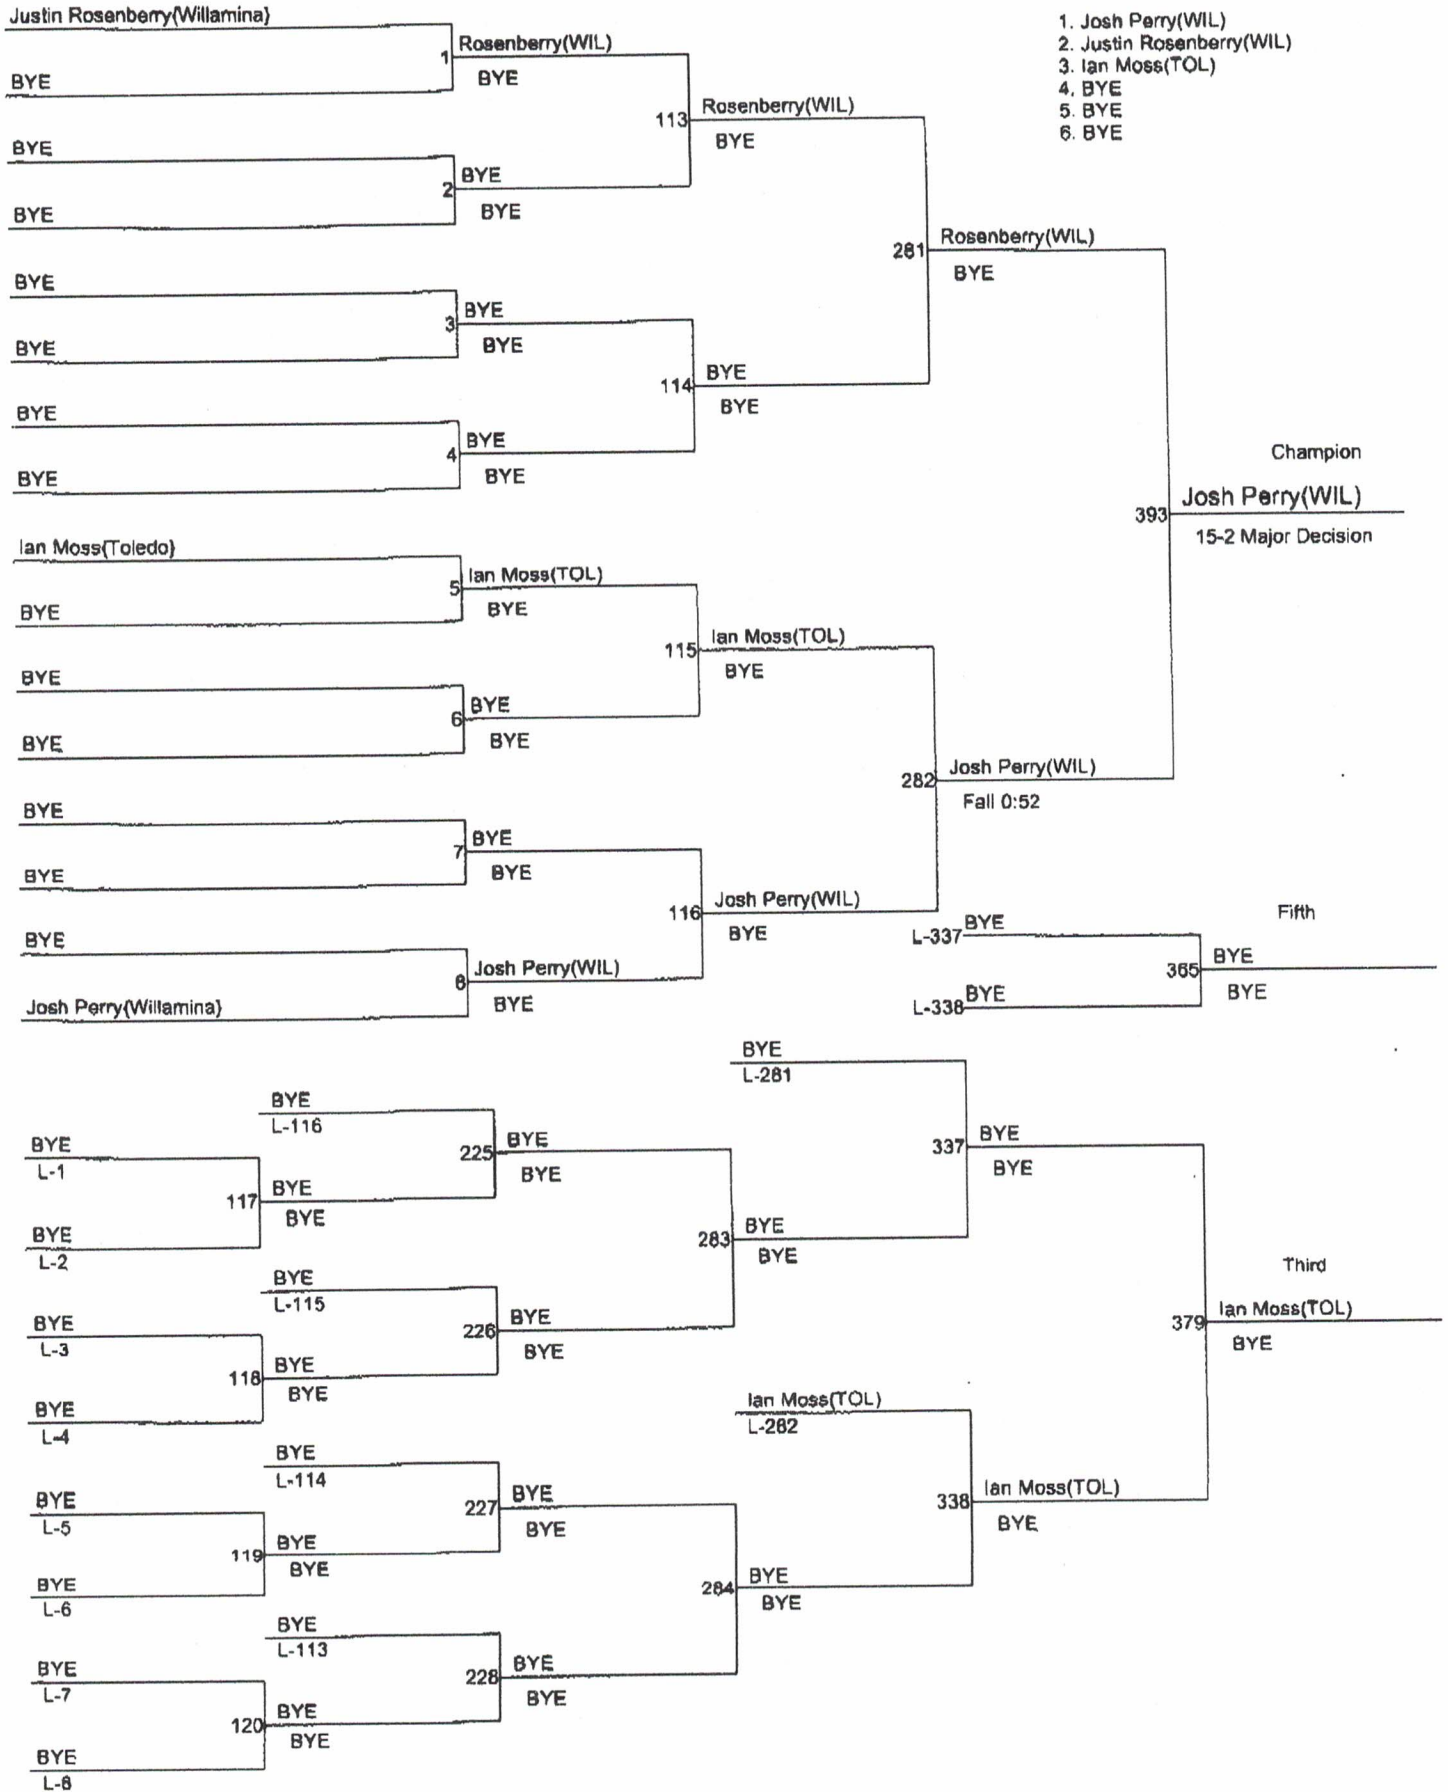 Justin Rosenberry{Willamina}
1
Rosenberry(WIL)
BYE
BYE
113
Rosenberry(WIL)
BYE
BYE
2
BYE
BYE
BYE
281
Rosenberry(WIL)
BYE
BYE
3
BYE
BYE
BYE
114
BYE
BYE
BYE
4
BYE
BYE
BYE
1. Josh Perry(WIL)
2. Justin Rosenberry(WIL)
3. Ian Moss(TOL)
4. BYE
5. BYE
6. BYE
Champion
393
Josh Perry(WIL)
15-2 Major Decision
Ian Moss{Toledo}
5
Ian Moss(TOL)
BYE
BYE
115
Ian Moss(TOL)
BYE
BYE
6
BYE
BYE
BYE
282
Josh Perry(WIL)
Fall 0:52
BYE
7
BYE
BYE
BYE
116
Josh Perry(WIL)
BYE
BYE
8
Josh Perry(WIL)
BYE
Josh Perry{Willamina}
Fifth
L-337
BYE
365
BYE
BYE
L-338
BYE
BYE
L-281
BYE
L-116
225
BYE
BYE
337
BYE
BYE
BYE
L-1
117
BYE
BYE
BYE
L-2
283
BYE
BYE
BYE
L-115
226
BYE
BYE
BYE
L-3
118
BYE
BYE
BYE
L-4
Third
379
Ian Moss(TOL)
BYE
Ian Moss(TOL)
L-282
338
Ian Moss(TOL)
BYE
BYE
L-114
227
BYE
BYE
BYE
L-5
119
BYE
BYE
BYE
L-6
284
BYE
BYE
BYE
L-113
228
BYE
BYE
BYE
L-7
120
BYE
BYE
BYE
L-8